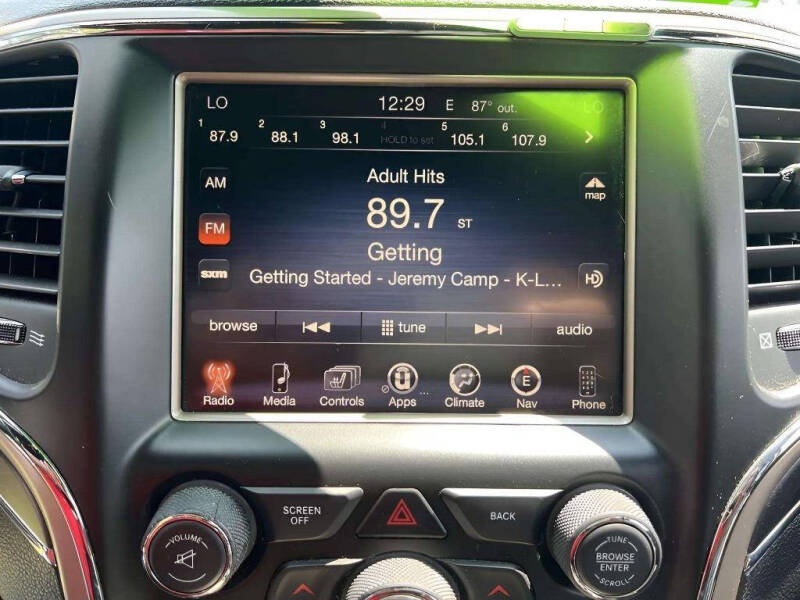 LO 12:29 E 87° out. LO
1 87.9 2 88.1 3 98.1 4 HOLD to set 5 105.1 6 107.9 >
AM Adult Hits map
FM 89.7 ST
Getting
sxm Getting Started - Jeremy Camp - K-L... HD
browse tune audio
Radio Media Controls Apps ... Climate E Nav Phone
SCREEN OFF BACK
VOLUME
TUNE
BROWSE
ENTER
SCROLL